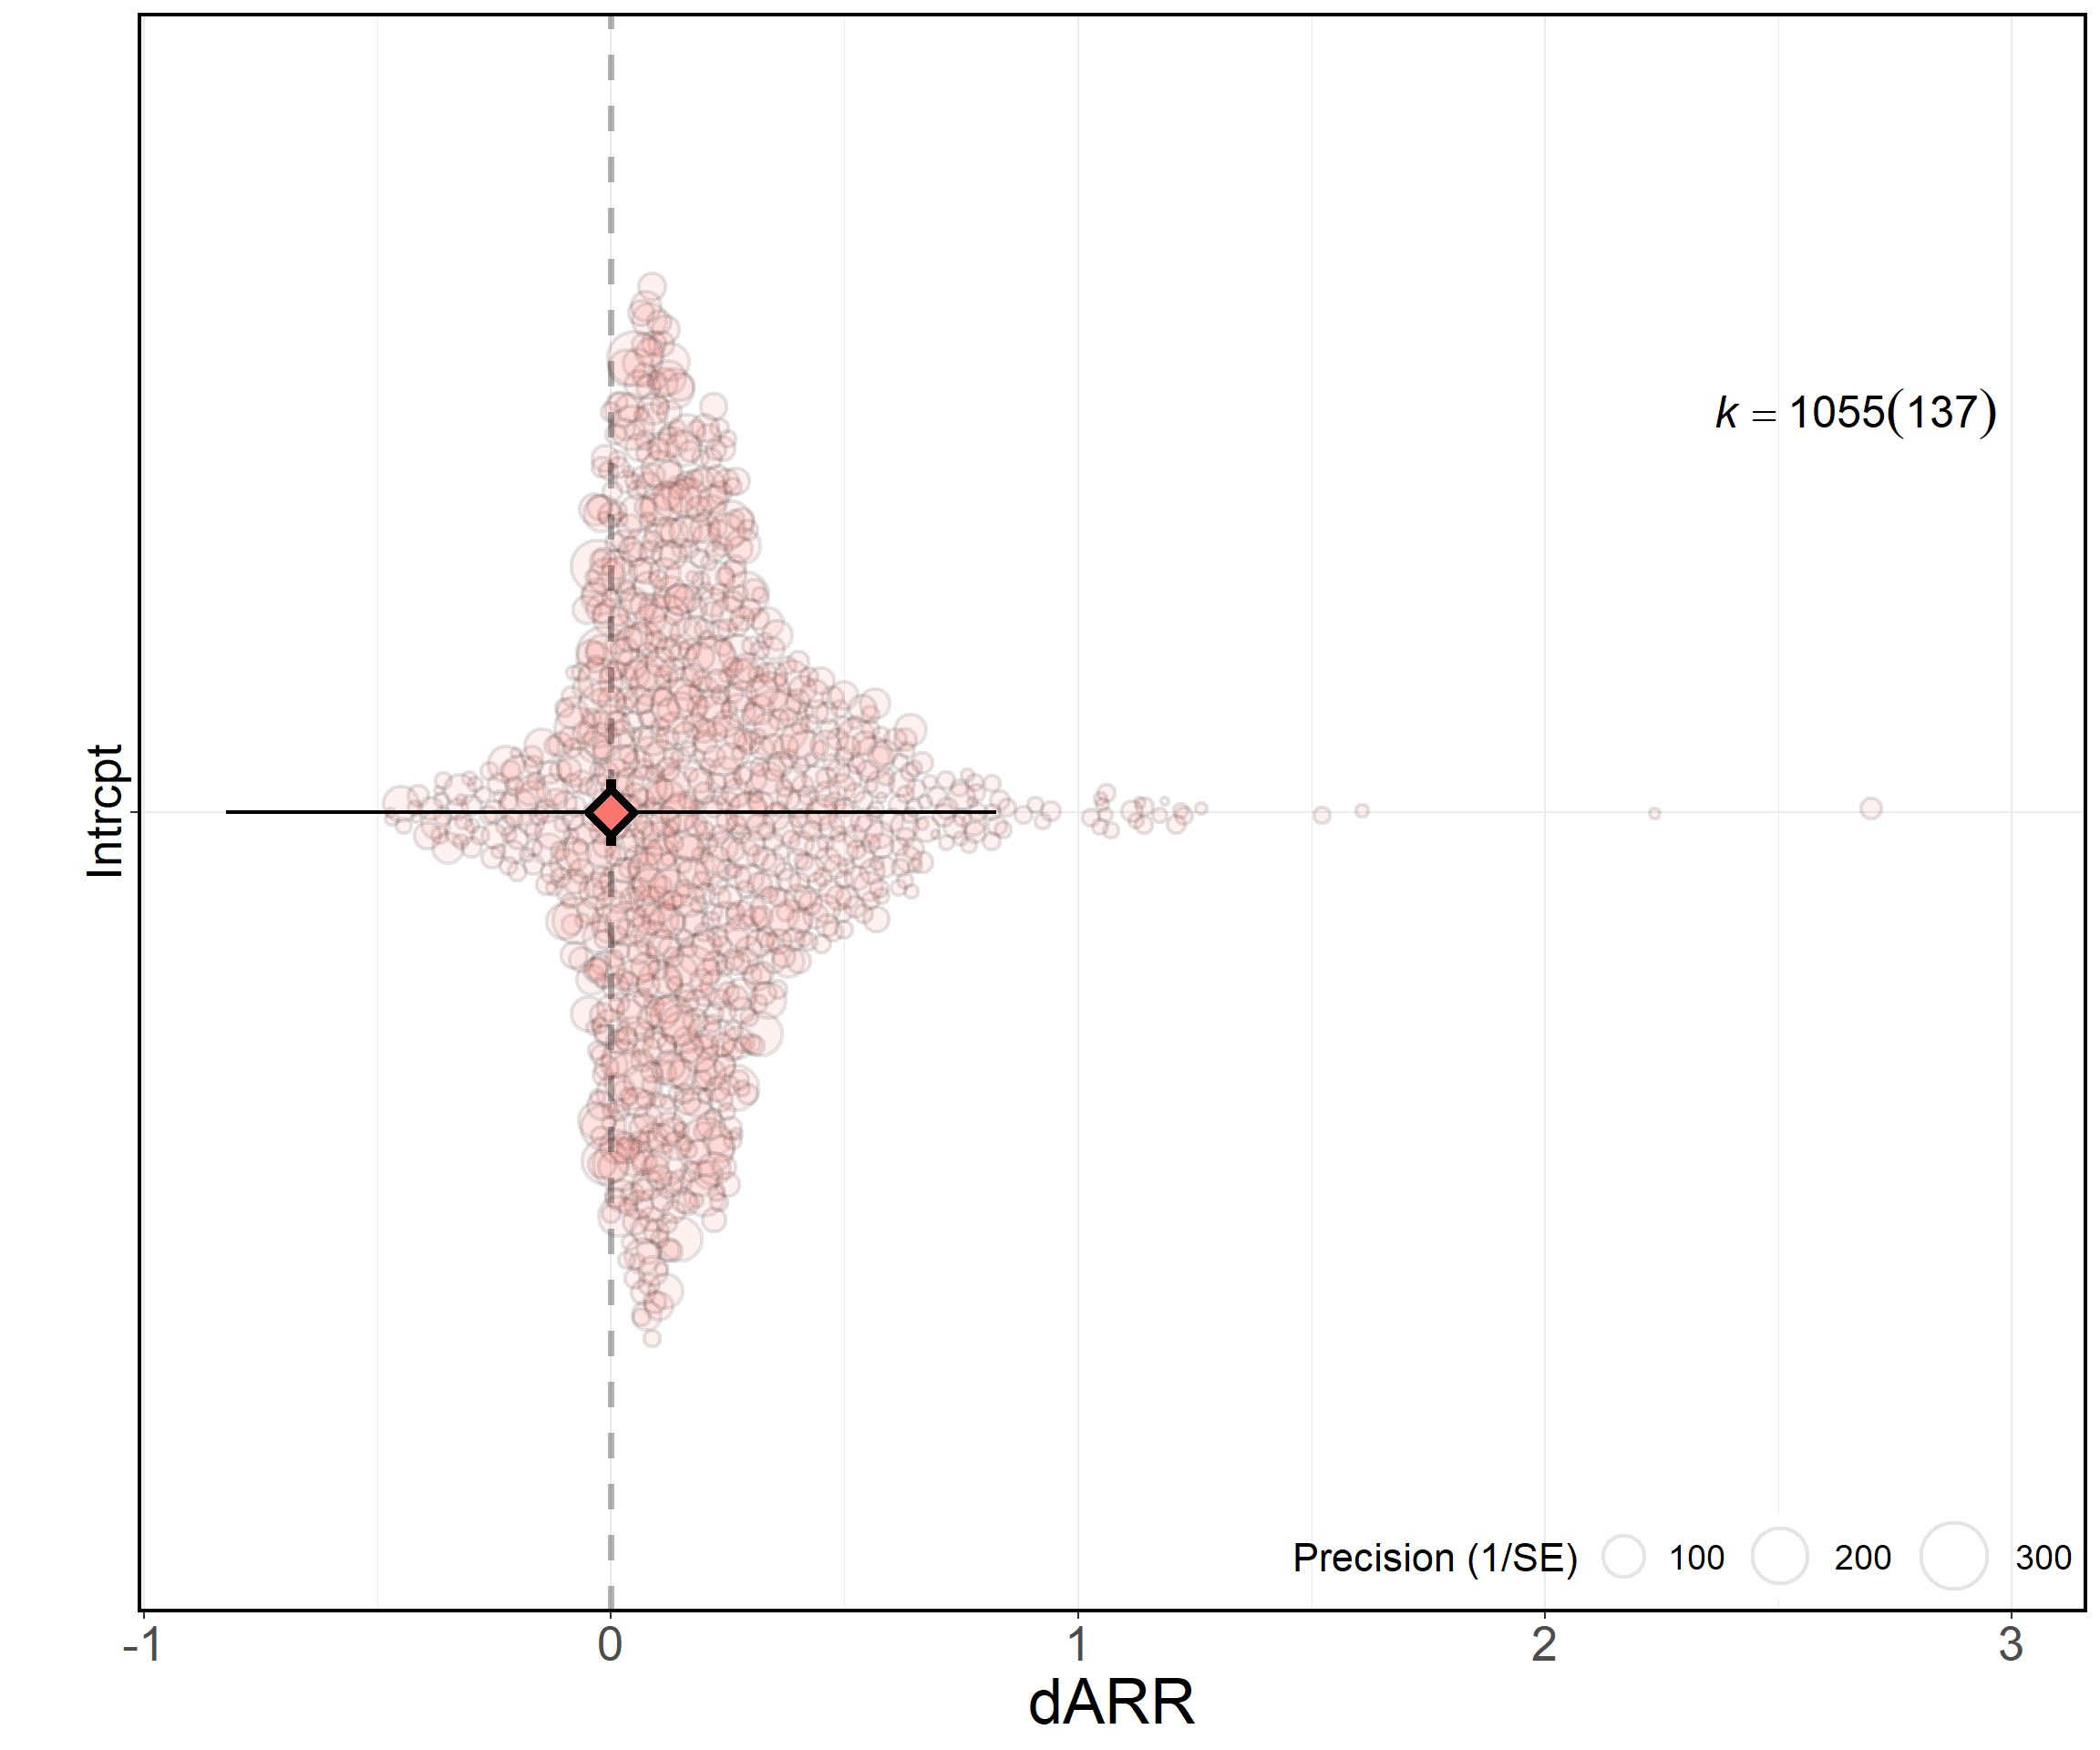 k = 1055(137)
Intrcpt
Precision (1/SE) 100 200 300
-1 0 1 2 3
dARR